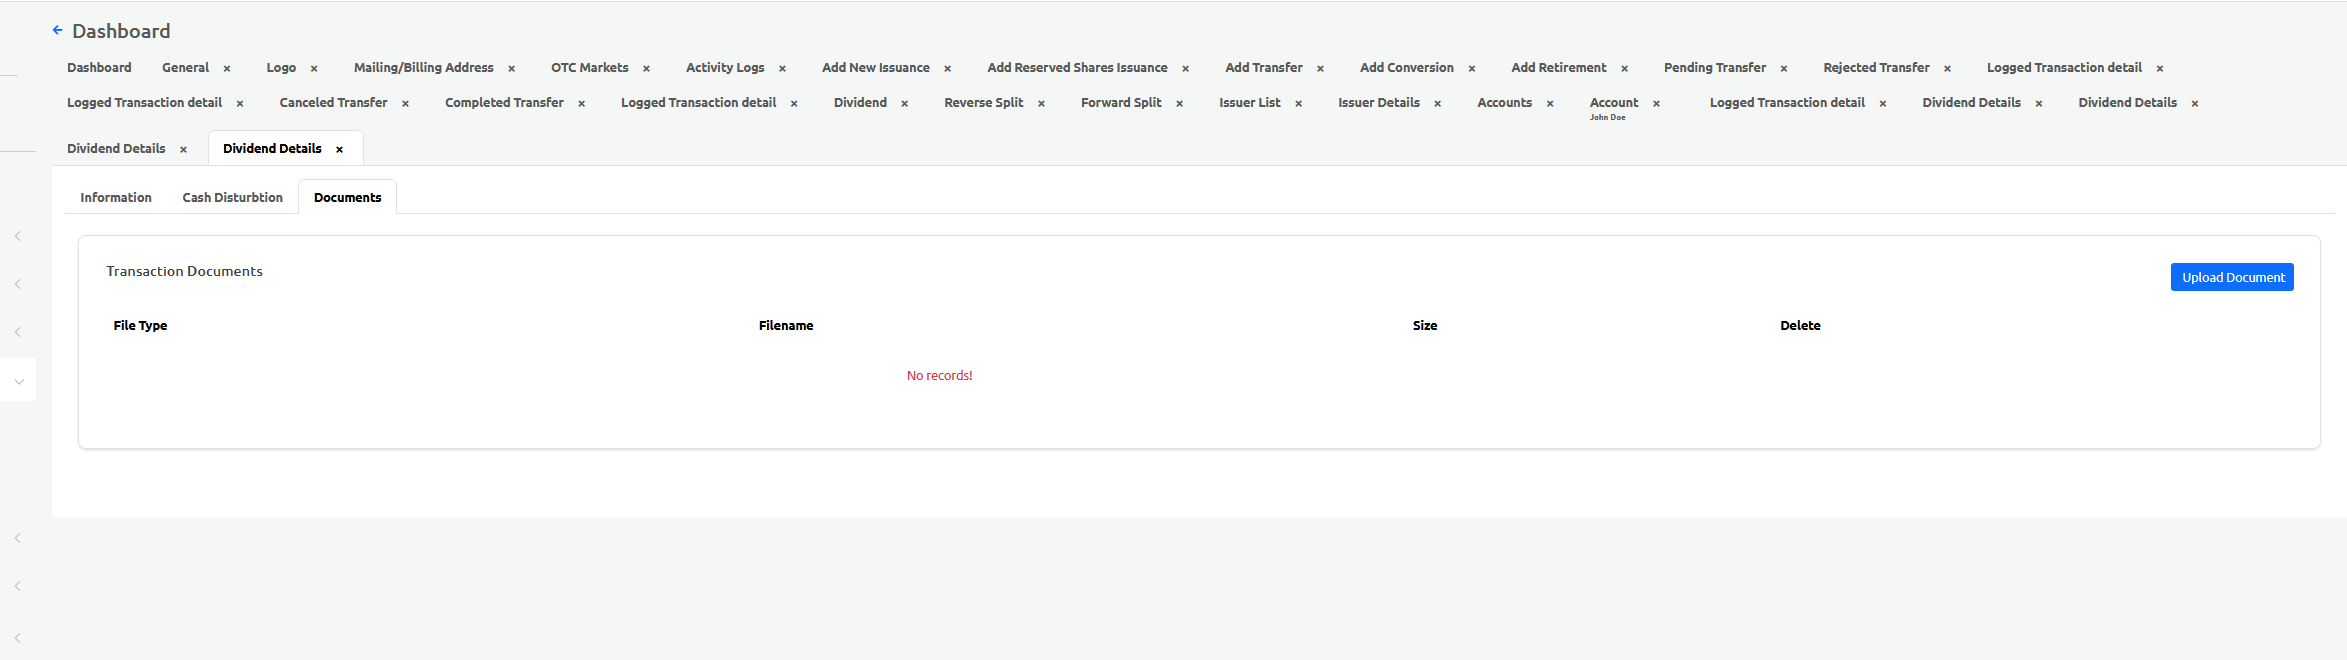 Dashboard
Dashboard General × Logo × Mailing/Billing Address × OTC Markets × Activity Logs × Add New Issuance × Add Reserved Shares Issuance × Add Transfer × Add Conversion × Add Retirement × Pending Transfer × Rejected Transfer × Logged Transaction detail ×
Logged Transaction detail × Canceled Transfer × Completed Transfer × Logged Transaction detail × Dividend × Reverse Split × Forward Split × Issuer List × Issuer Details × Accounts × Account × Logged Transaction detail × Dividend Details × Dividend Details ×
John Doe
Dividend Details × Dividend Details ×
Information Cash Disturbtion Documents
Transaction Documents
Upload Document
File Type Filename Size Delete
No records!